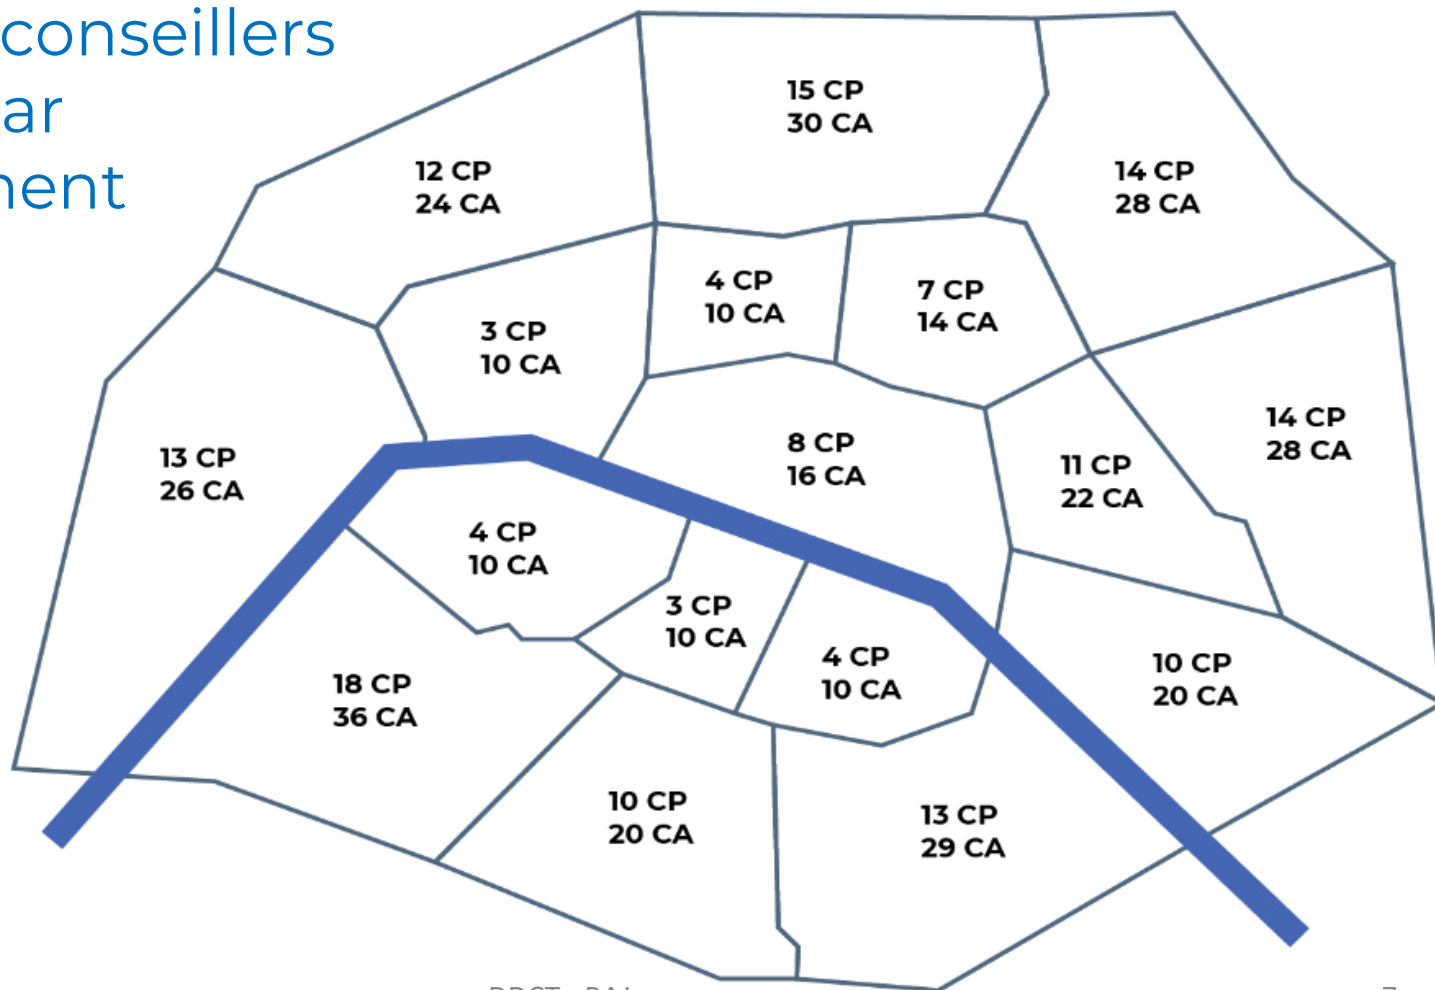 conseillers
ar
ment
15 CP
30 CA
12 CP
24 CA
14 CP
28 CA
4 CP
10 CA
7 CP
14 CA
3 CP
10 CA
14 CP
28 CA
8 CP
16 CA
13 CP
26 CA
11 CP
22 CA
4 CP
10 CA
3 CP
10 CA
4 CP
10 CA
10 CP
20 CA
18 CP
36 CA
10 CP
20 CA
13 CP
29 CA